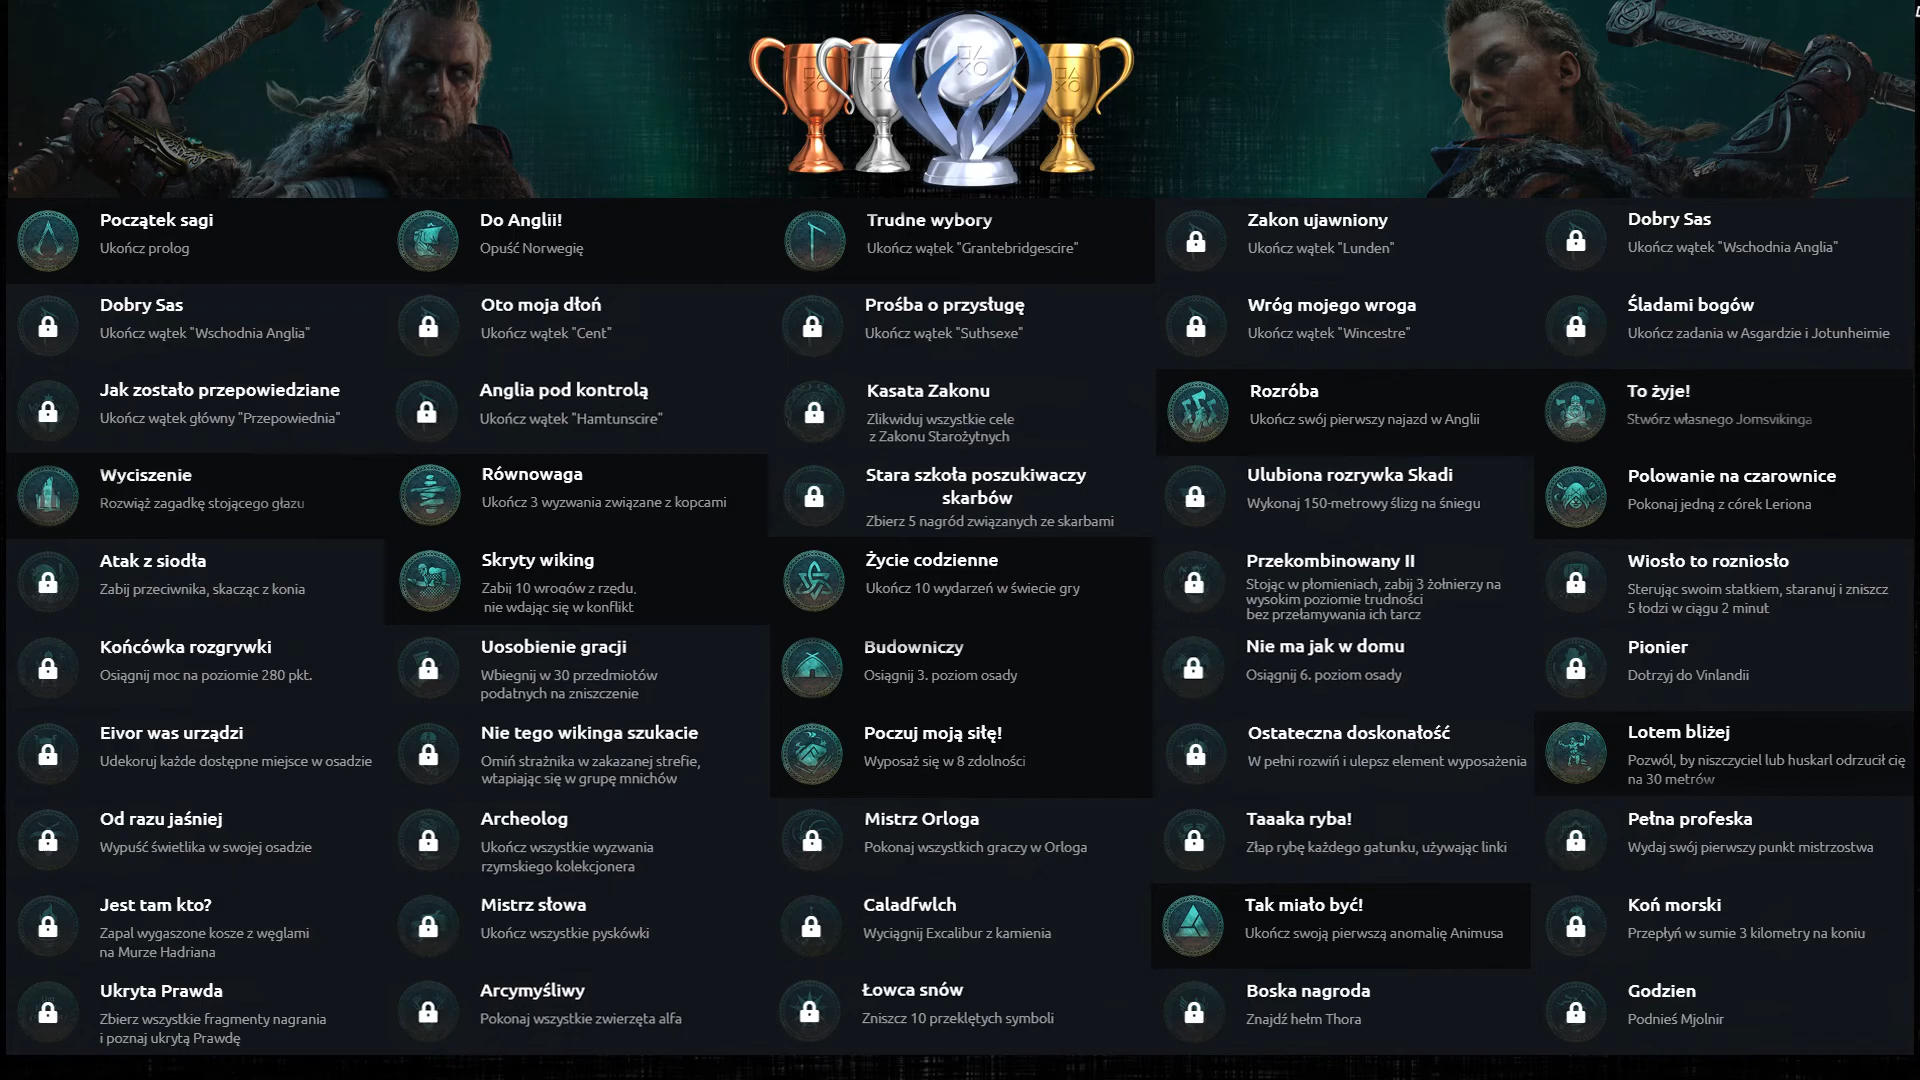 Początek sagi
Ukończ prolog
Do Anglii!
Opuść Norwegię
Trudne wybory
Ukończ wątek "Grantebridgescire"
Zakon ujawniony
Ukończ wątek "Lunden"
Dobry Sas
Ukończ wątek "Wschodnia Anglia"
Dobry Sas
Ukończ wątek "Wschodnia Anglia"
Oto moja dłoń
Ukończ wątek "Cent"
Prośba o przysługę
Ukończ wątek "Suthsexe"
Wróg mojego wroga
Ukończ wątek "Wincestre"
Śladami bogów
Ukończ zadania w Asgardzie i Jotunheimie
Jak zostało przepowiedziane
Ukończ wątek główny "Przepowiednia"
Anglia pod kontrolą
Ukończ wątek "Hamtunscire"
Kasata Zakonu
Zlikwiduj wszystkie cele
z Zakonu Starożytnych
Rozróba
Ukończ swój pierwszy najazd w Anglii
To żyje!
Stwórz własnego Jomsvikinga
Wyciszenie
Rozwiąż zagadkę stojącego głazu
Równowaga
Ukończ 3 wyzwania związane z kopcami
Stara szkoła poszukiwaczy
skarbów
Zbierz 5 nagród związanych ze skarbami
Ulubiona rozrywka Skadi
Wykonaj 150-metrowy ślizg na śniegu
Polowanie na czarownice
Pokonaj jedną z córek Leriona
Atak z siodła
Zabij przeciwnika, skacząc z konia
Skryty wiking
Zabij 10 wrogów z rzędu,
nie wdając się w konflikt
Życie codzienne
Ukończ 10 wydarzeń w świecie gry
Przekombinowany II
Stojąc w płomieniach, zabij 3 żołnierzy na
wysokim poziomie trudności
bez przełamywania ich tarcz
Wiosło to rozniosło
Sterując swoim statkiem, staranuj i zniszcz
5 łodzi w ciągu 2 minut
Końcówka rozgrywki
Osiągnij moc na poziomie 280 pkt.
Uosobienie gracji
Wbiegnij w 30 przedmiotów
podatnych na zniszczenie
Budowniczy
Osiągnij 3. poziom osady
Nie ma jak w domu
Osiągnij 6. poziom osady
Pionier
Dotrzyj do Vinlandii
Eivor was urządzi
Udekoruj każde dostępne miejsce w osadzie
Nie tego wikinga szukacie
Omiń strażnika w zakazanej strefie,
wtapiając się w grupę mnichów
Poczuj moją siłę!
Wyposaż się w 8 zdolności
Ostateczna doskonałość
W pełni rozwiń i ulepsz element wyposażenia
Lotem bliżej
Pozwól, by niszczyciel lub huskarl odrzucił cię
na 30 metrów
Od razu jaśniej
Wypuść świetlika w swojej osadzie
Archeolog
Ukończ wszystkie wyzwania
rzymskiego kolekcjonera
Mistrz Orloga
Pokonaj wszystkich graczy w Orloga
Taaaka ryba!
Złap rybę każdego gatunku, używając linki
Pełna profeska
Wydaj swój pierwszy punkt mistrzostwa
Jest tam kto?
Zapal wygaszone kosze z węglami
na Murze Hadriana
Mistrz słowa
Ukończ wszystkie pyskówki
Caladfwlch
Wyciągnij Excalibur z kamienia
Tak miało być!
Ukończ swoją pierwszą anomalię Animusa
Koń morski
Przepłyń w sumie 3 kilometry na koniu
Ukryta Prawda
Zbierz wszystkie fragmenty nagrania
i poznaj ukrytą Prawdę
Arcymyśliwy
Pokonaj wszystkie zwierzęta alfa
Łowca snów
Zniszcz 10 przeklętych symboli
Boska nagroda
Znajdź hełm Thora
Godzien
Podnieś Mjolnir